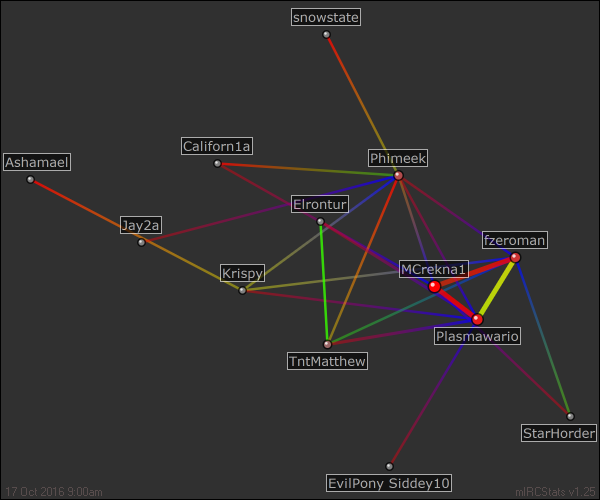 snowstate
Californ1a
Phimeek
Ashamael
Elrontur
Jay2a
fzeroman
MCrekna1
Krispy
Plasmawario
TntMatthew
StarHorder
EvilPony Siddey10
17 Oct 2016 9:00am
mIRCStats v1.25